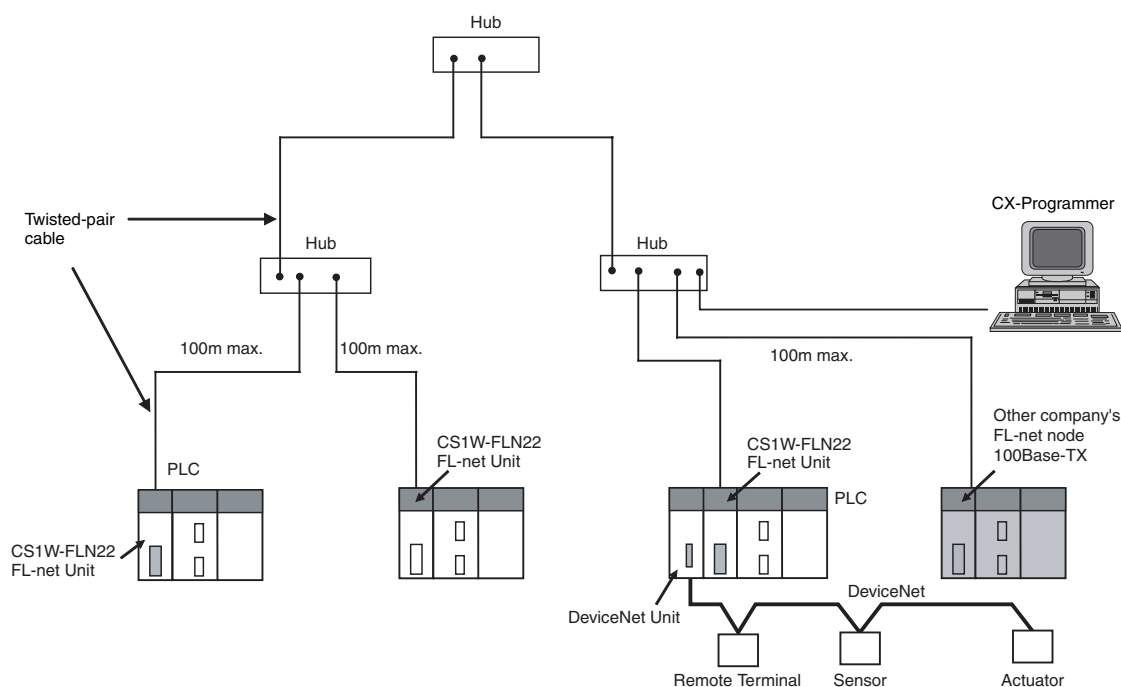 Hub
CX-Programmer
Twisted-pair
cable
Hub
Hub
100m max.
100m max.
100m max.
CS1W-FLN22
FL-net Unit
CS1W-FLN22
FL-net Unit
Other company's
FL-net node
100Base-TX
PLC
PLC
CS1W-FLN22
FL-net Unit
DeviceNet Unit
DeviceNet
Remote Terminal
Sensor
Actuator